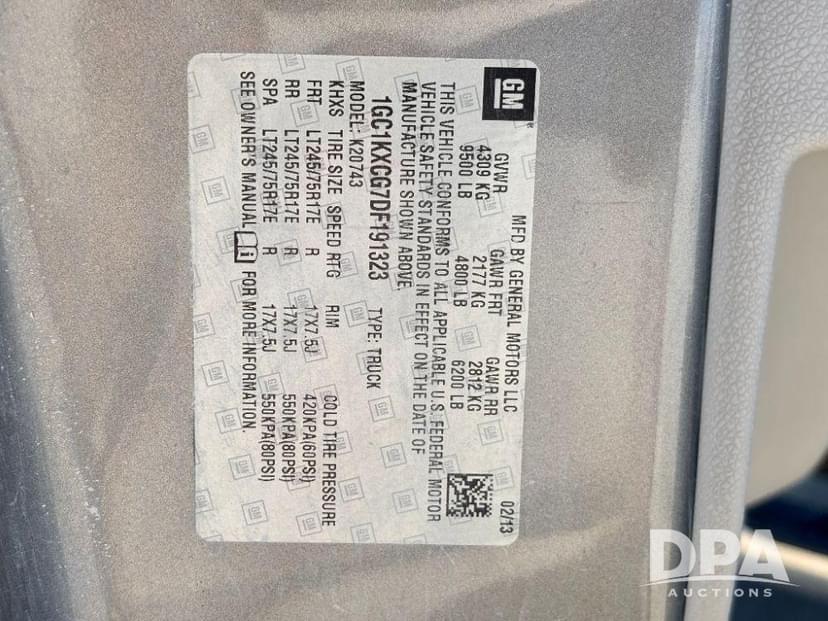 GM
MFD BY GENERAL MOTORS LLC 02/13
GVWR GAWR FRT GAWR RR
4309 KG 2177 KG 2812 KG
9500 LB 4800 LB 6200 LB
THIS VEHICLE CONFORMS TO ALL APPLICABLE U.S. FEDERAL MOTOR
VEHICLE SAFETY STANDARDS IN EFFECT ON THE DATE OF
MANUFACTURE SHOWN ABOVE.
1GC1KXCG7DF191323 TYPE: TRUCK
MODEL: K20743
KHXS TIRE SIZE SPEED RTG RIM COLD TIRE PRESSURE
FRT LT245/75R17E R 17X7.5J 420KPA(60PSI)
RR LT245/75R17E R 17X7.5J 550KPA(80PSI)
SPA LT245/75R17E R 17X7.5J 550KPA(80PSI)
SEE OWNER'S MANUAL i FOR MORE INFORMATION.
DPA
AUCTIONS